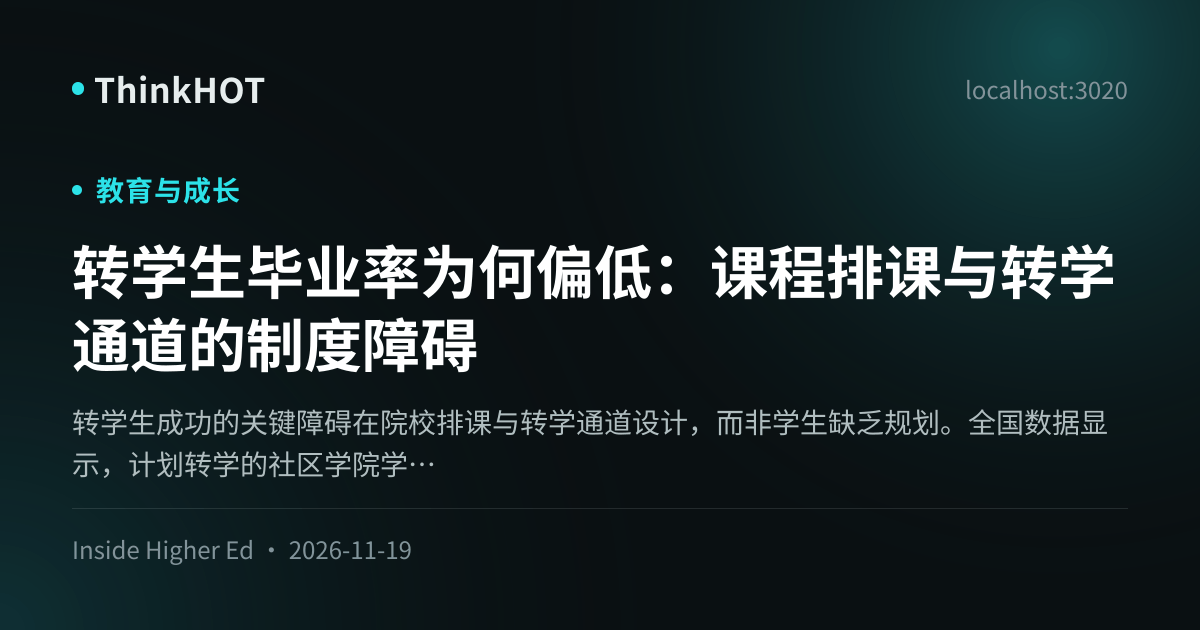 ThinkHOT
localhost:3020
教育与成长
转学生毕业率为何偏低：课程排课与转学
通道的制度障碍
转学生成功的关键障碍在院校排课与转学通道设计，而非学生缺乏规划。全国数据显
示，计划转学的社区学院学…
Inside Higher Ed • 2026-11-19